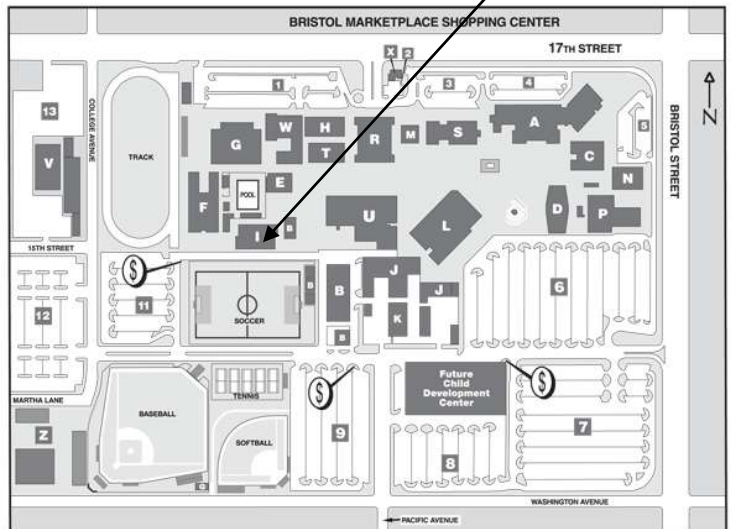 BRISTOL MARKETPLACE SHOPPING CENTER
17TH STREET
X 2
1
3
4
N
13
COLLEGE AVENUE
BRISTOL STREET
W H
G
T
R
M
S
A
5
V
TRACK
C
E
N
POOL
F
U
L
D
P
I
B
15TH STREET
$
11
J
6
B
B
J
12
SOCCER
K
B
MARTHA LANE
TENNIS
$
Future
Child
Development
Center
$
BASEBALL
Z
SOFTBALL
9
7
8
WASHINGTON AVENUE
PACIFIC AVENUE